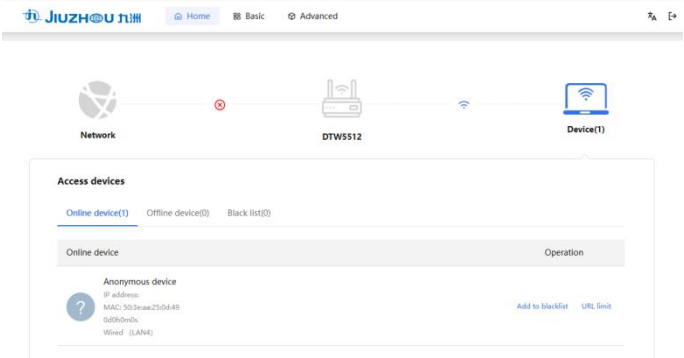 JIUZHOU 九洲 Home Basic Advanced
Network DTW5512 Device(1)
Access devices
Online device(1) Offline device(0) Black list(0)
Online device Operation
Anonymous device
IP address:
MAC: 50:3e:aa:25:0d:49
0d0h0m0s
Wired (LAN4)
Add to blacklist URL limit